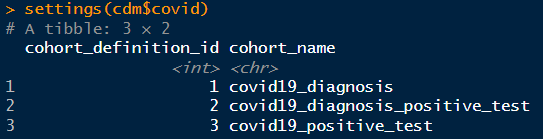 > settings(cdm$covid)
# A tibble: 3 × 2
cohort_definition_id cohort_name
<int> <chr>
1 1 covid19_diagnosis
2 2 covid19_diagnosis_positive_test
3 3 covid19_positive_test